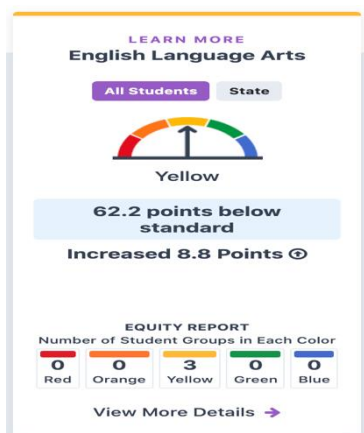 LEARN MORE
English Language Arts
All Students State
Yellow
62.2 points below
standard
Increased 8.8 Points
EQUITY REPORT
Number of Student Groups in Each Color
0 0 3 0 0
Red Orange Yellow Green Blue
View More Details